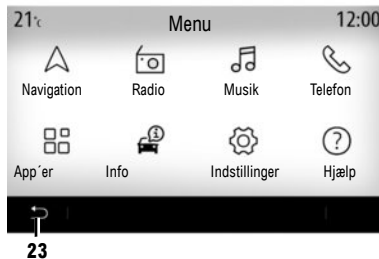 21°c Menu 12:00
Navigation Radio Musik Telefon
App´er Info Indstillinger Hjælp
23